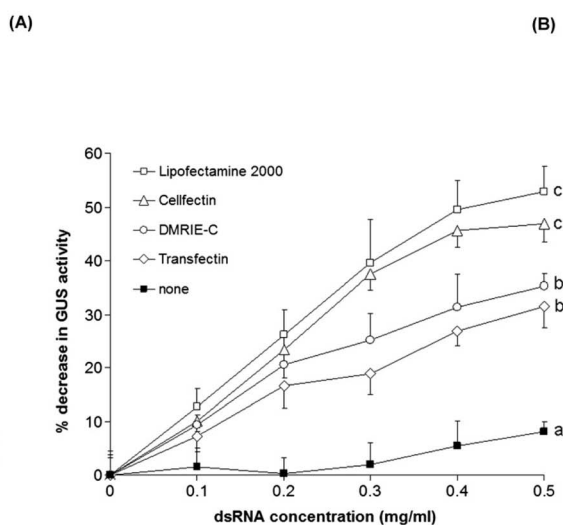 (A)
(B)
% decrease in GUS activity
60
50
40
30
20
10
0
Lipofectamine 2000
Cellfectin
DMRIE-C
Transfectin
none
c
c
b
b
a
0
0.1
0.2
0.3
0.4
0.5
dsRNA concentration (mg/ml)